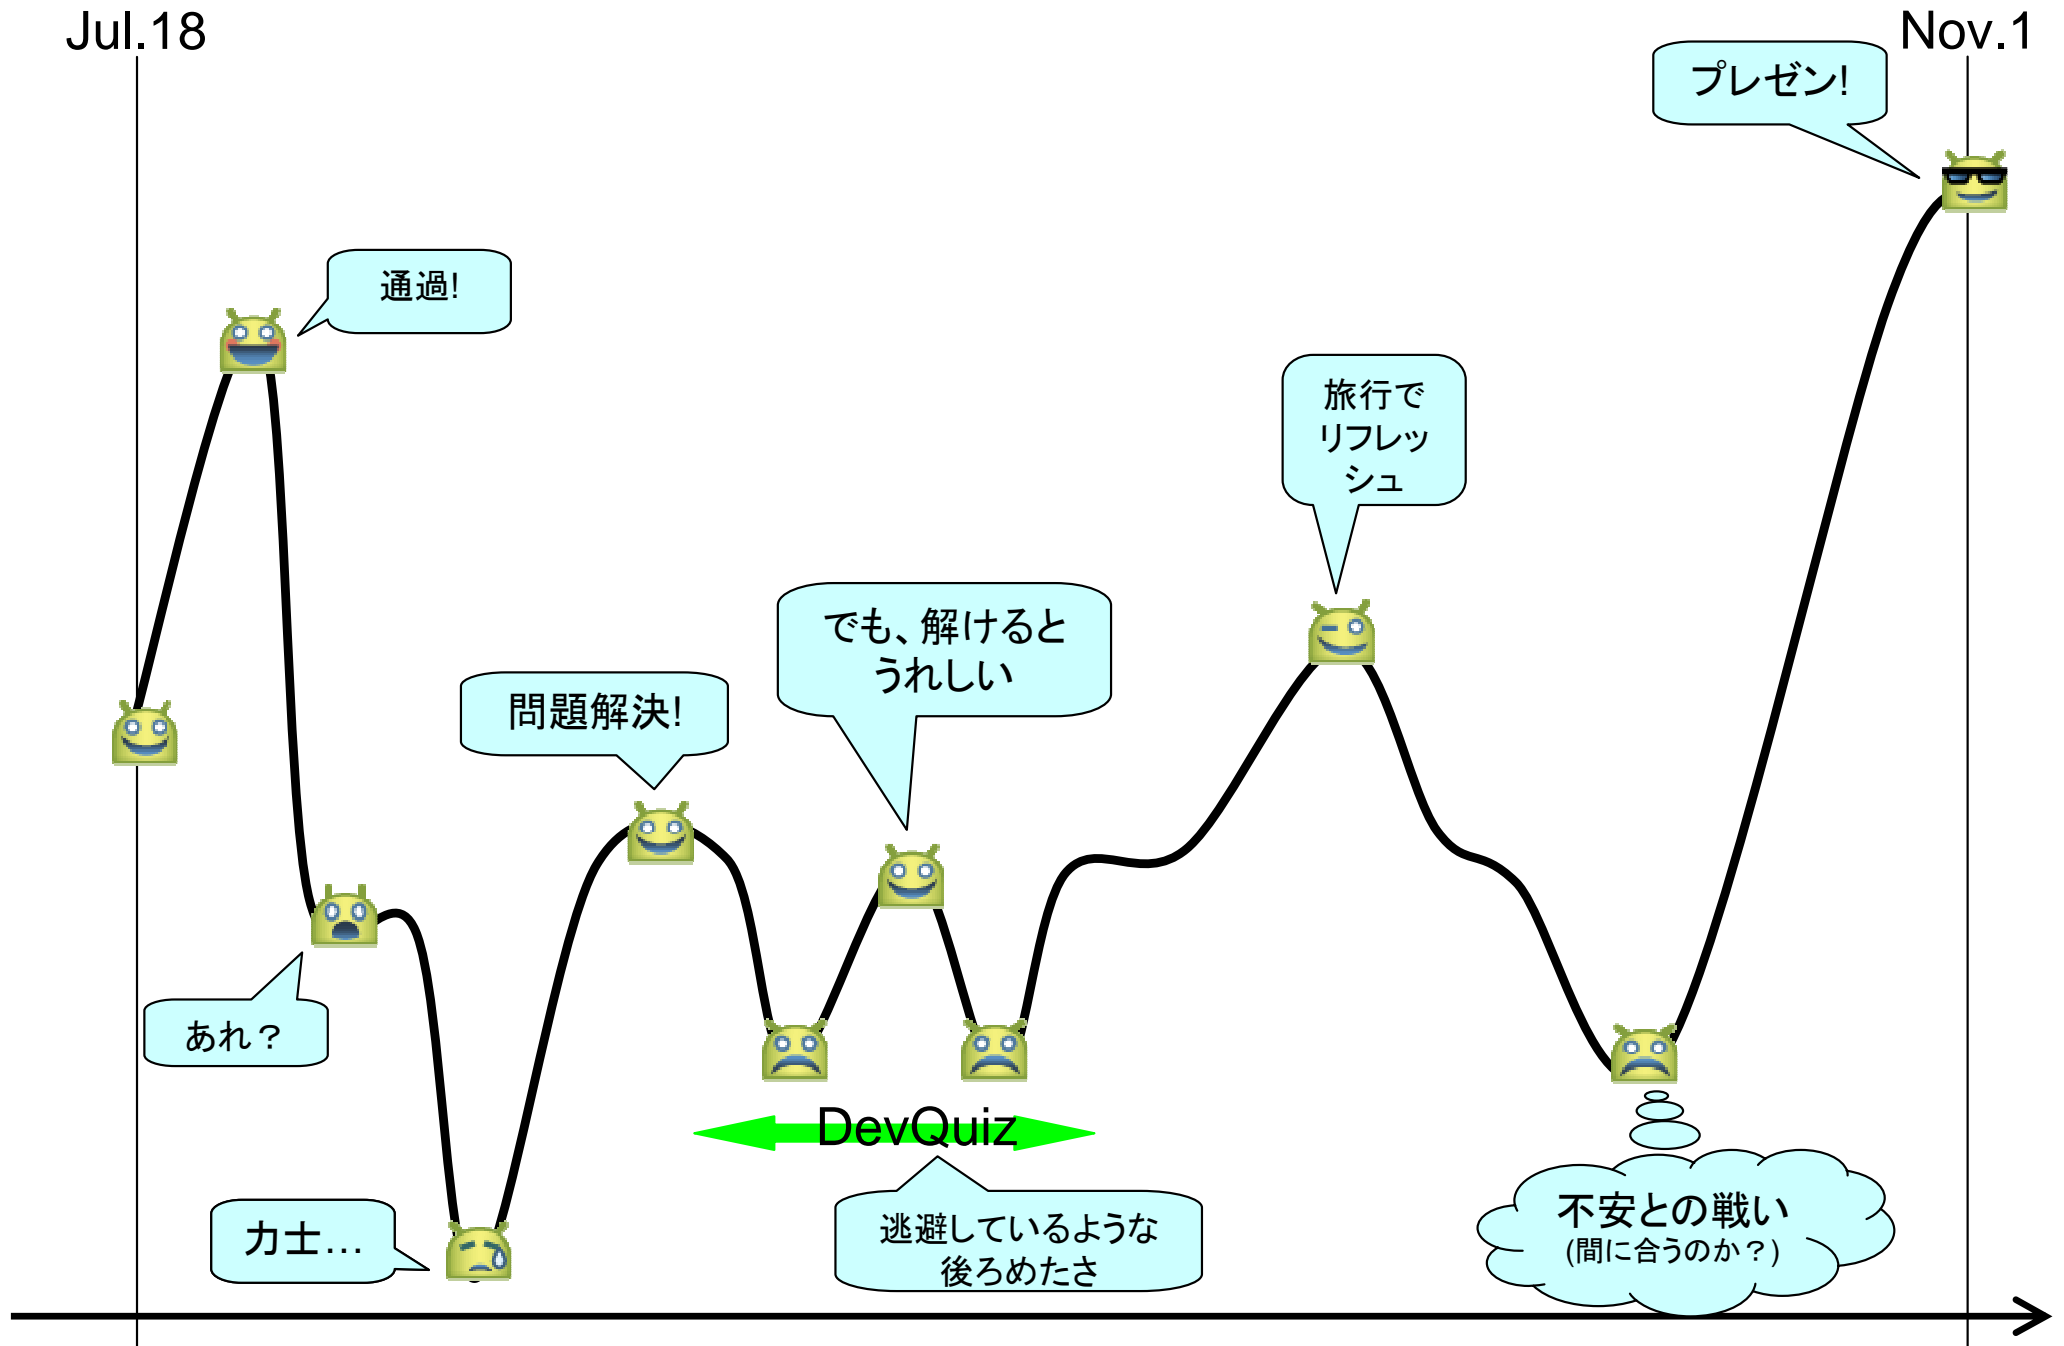 Jul.18
Nov.1
プレゼン!
通過!
旅行で
リフレッ
シュ
でも、解けると
うれしい
問題解決!
あれ？
DevQuiz
力士…
逃避しているような
後ろめたさ
不安との戦い
(間に合うのか？)